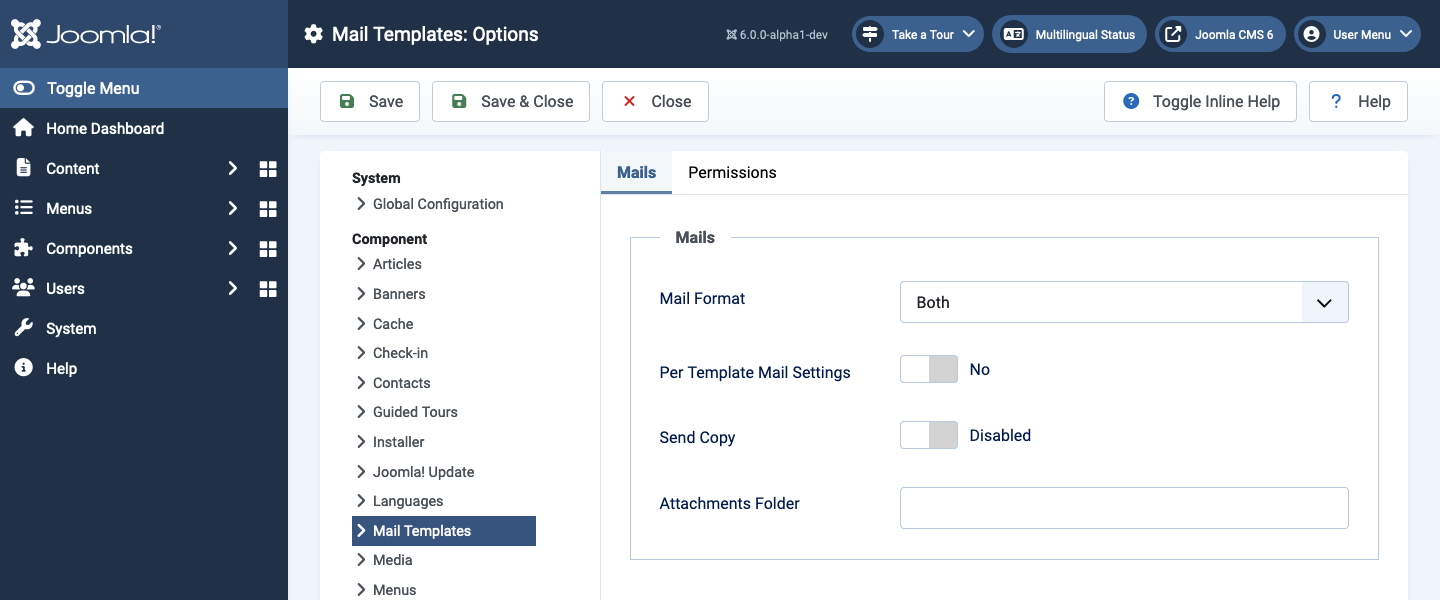 Joomla!®
Mail Templates: Options
6.0.0-alpha1-dev
Take a Tour
Multilingual Status
Joomla CMS 6
User Menu
Toggle Menu
Home Dashboard
Content
Menus
Components
Users
System
Help
Save
Save & Close
Close
Toggle Inline Help
? Help
System
Global Configuration
Component
Articles
Banners
Cache
Check-in
Contacts
Guided Tours
Installer
Joomla! Update
Languages
Mail Templates
Media
Menus
Mails
Permissions
Mails
Mail Format
Both
Per Template Mail Settings
No
Send Copy
Disabled
Attachments Folder